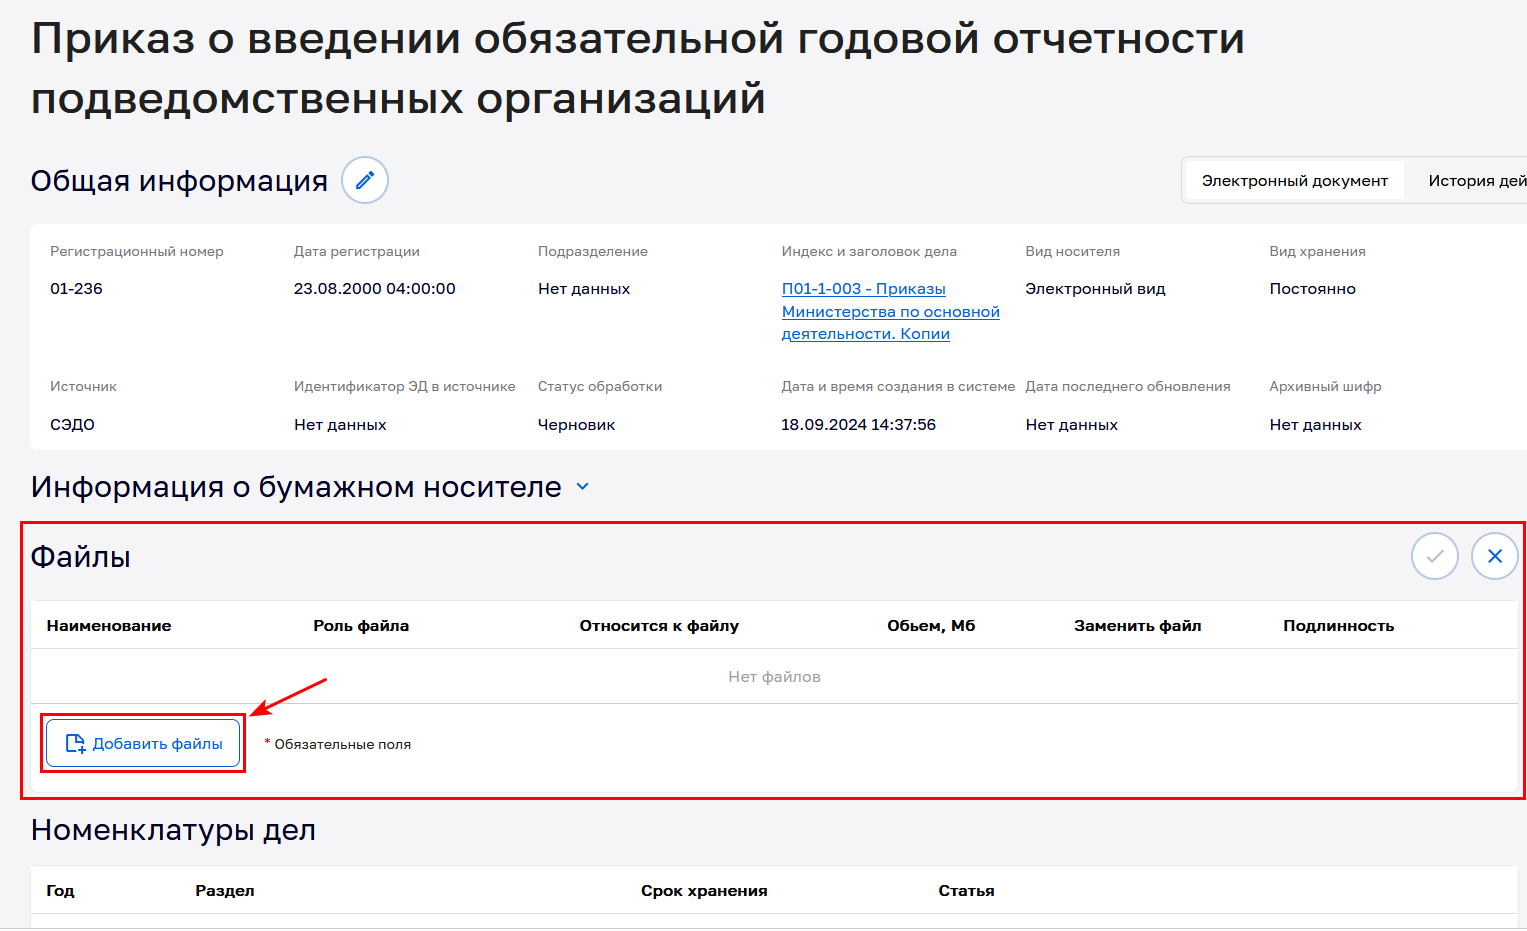 Приказ о введении обязательной годовой отчетности
подведомственных организаций
Общая информация
Электронный документ
История дей
Регистрационный номер
Дата регистрации
Подразделение
Индекс и заголовок дела
Вид носителя
Вид хранения
01-236
23.08.2000 04:00:00
Нет данных
П01-1-003 - Приказы
Министерства по основной
деятельности. Копии
Электронный вид
Постоянно
Источник
Идентификатор ЭД в источнике
Статус обработки
Дата и время создания в системе
Дата последнего обновления
Архивный шифр
СЭДО
Нет данных
Черновик
18.09.2024 14:37:56
Нет данных
Нет данных
Информация о бумажном носителе
Файлы
Наименование
Роль файла
Относится к файлу
Обьем, Мб
Заменить файл
Подлинность
Нет файлов
Добавить файлы
* Обязательные поля
Номенклатуры дел
Год
Раздел
Срок хранения
Статья